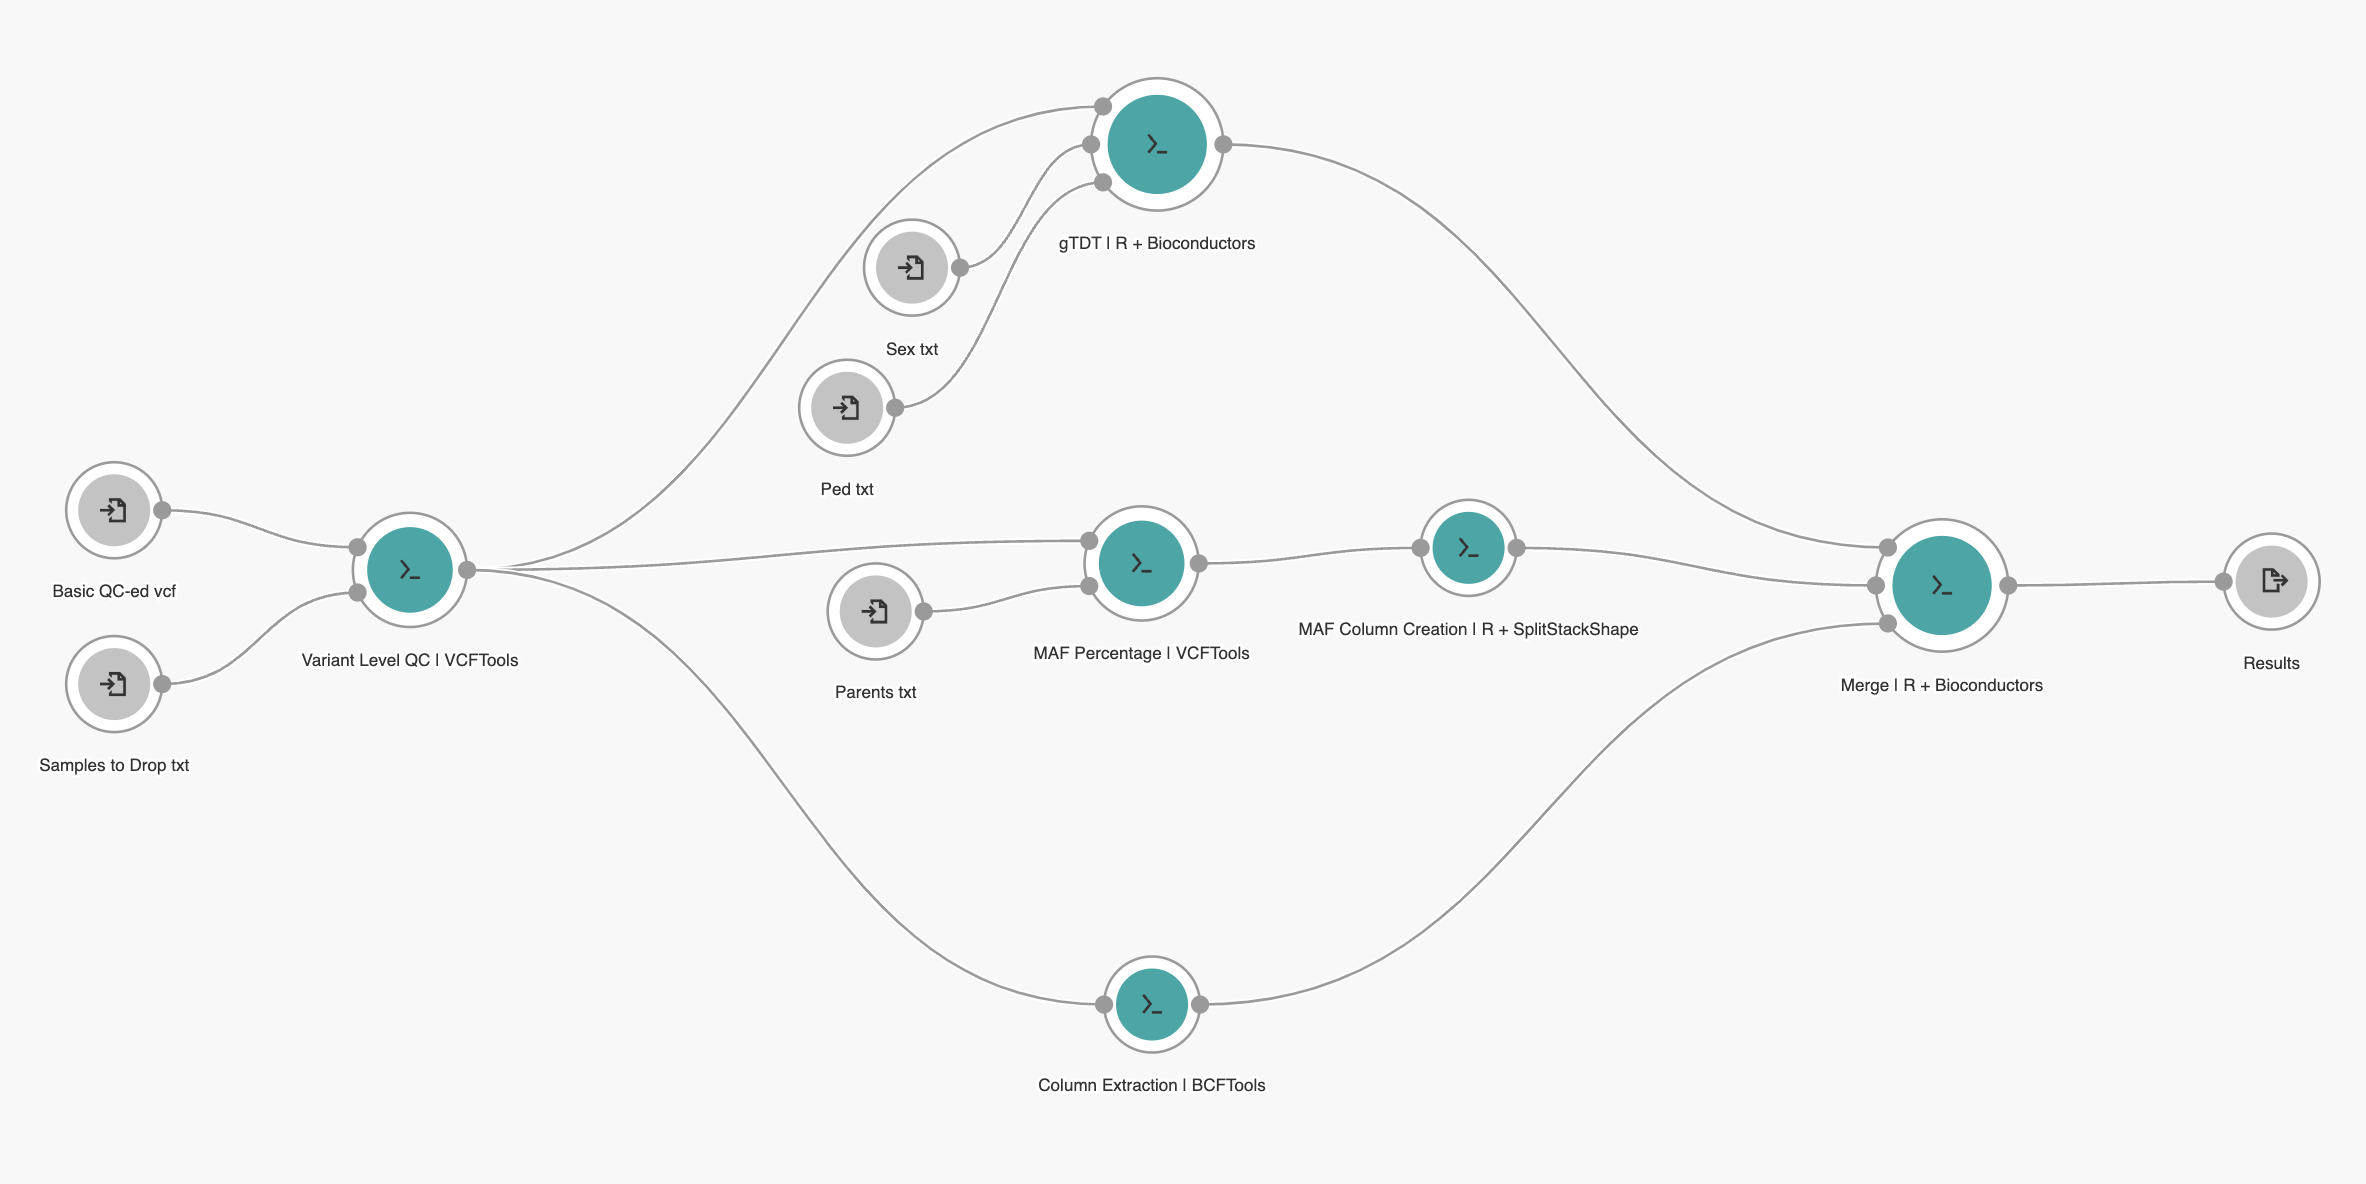 gTDT | R + Bioconductors
Sex txt
Ped txt
Basic QC-ed vcf
Variant Level QC | VCFTools
Samples to Drop txt
Parents txt
MAF Percentage | VCFTools
MAF Column Creation | R + SplitStackShape
Merge | R + Bioconductors
Results
Column Extraction | BCFTools